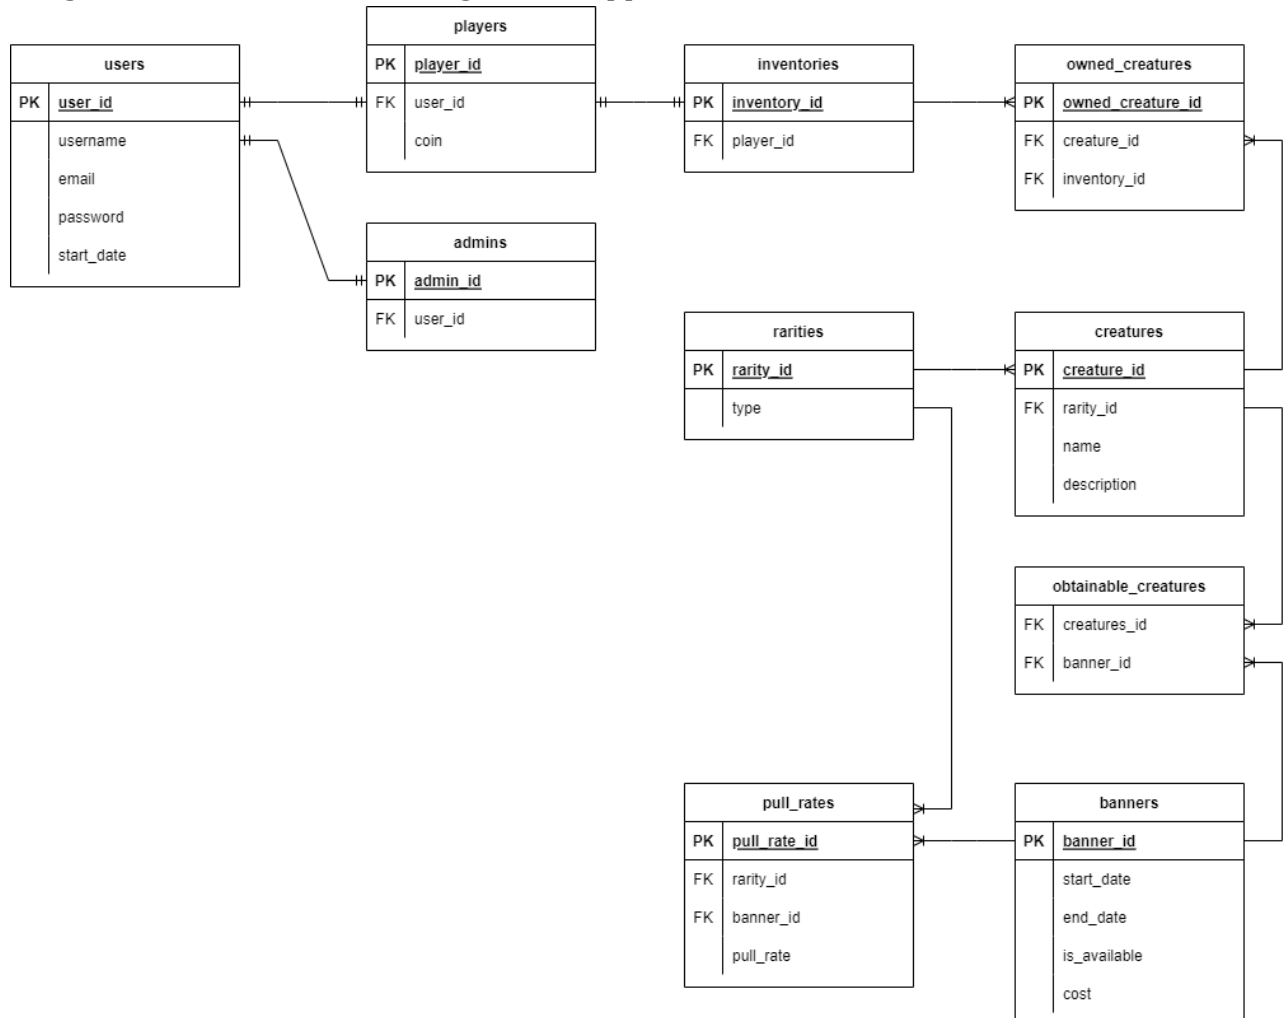 players
PK player_id
FK user_id
coin
users
PK user_id
username
email
password
start_date
inventories
PK inventory_id
FK player_id
owned_creatures
PK owned_creature_id
FK creature_id
FK inventory_id
admins
PK admin_id
FK user_id
rarities
PK rarity_id
type
creatures
PK creature_id
FK rarity_id
name
description
obtainable_creatures
FK creatures_id
FK banner_id
pull_rates
PK pull_rate_id
FK rarity_id
FK banner_id
pull_rate
banners
PK banner_id
start_date
end_date
is_available
cost